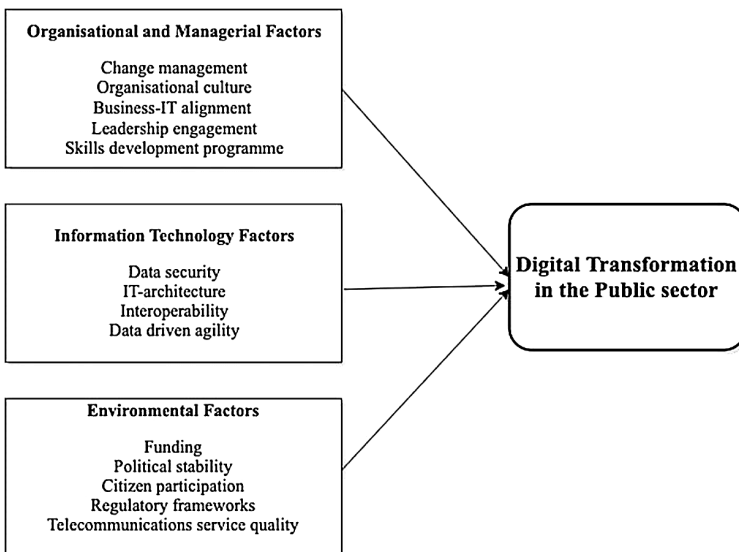 Organisational and Managerial Factors
Change management
Organisational culture
Business-IT alignment
Leadership engagement
Skills development programme
Information Technology Factors
Data security
IT-architecture
Interoperability
Data driven agility
Environmental Factors
Funding
Political stability
Citizen participation
Regulatory frameworks
Telecommunications service quality
Digital Transformation
in the Public sector